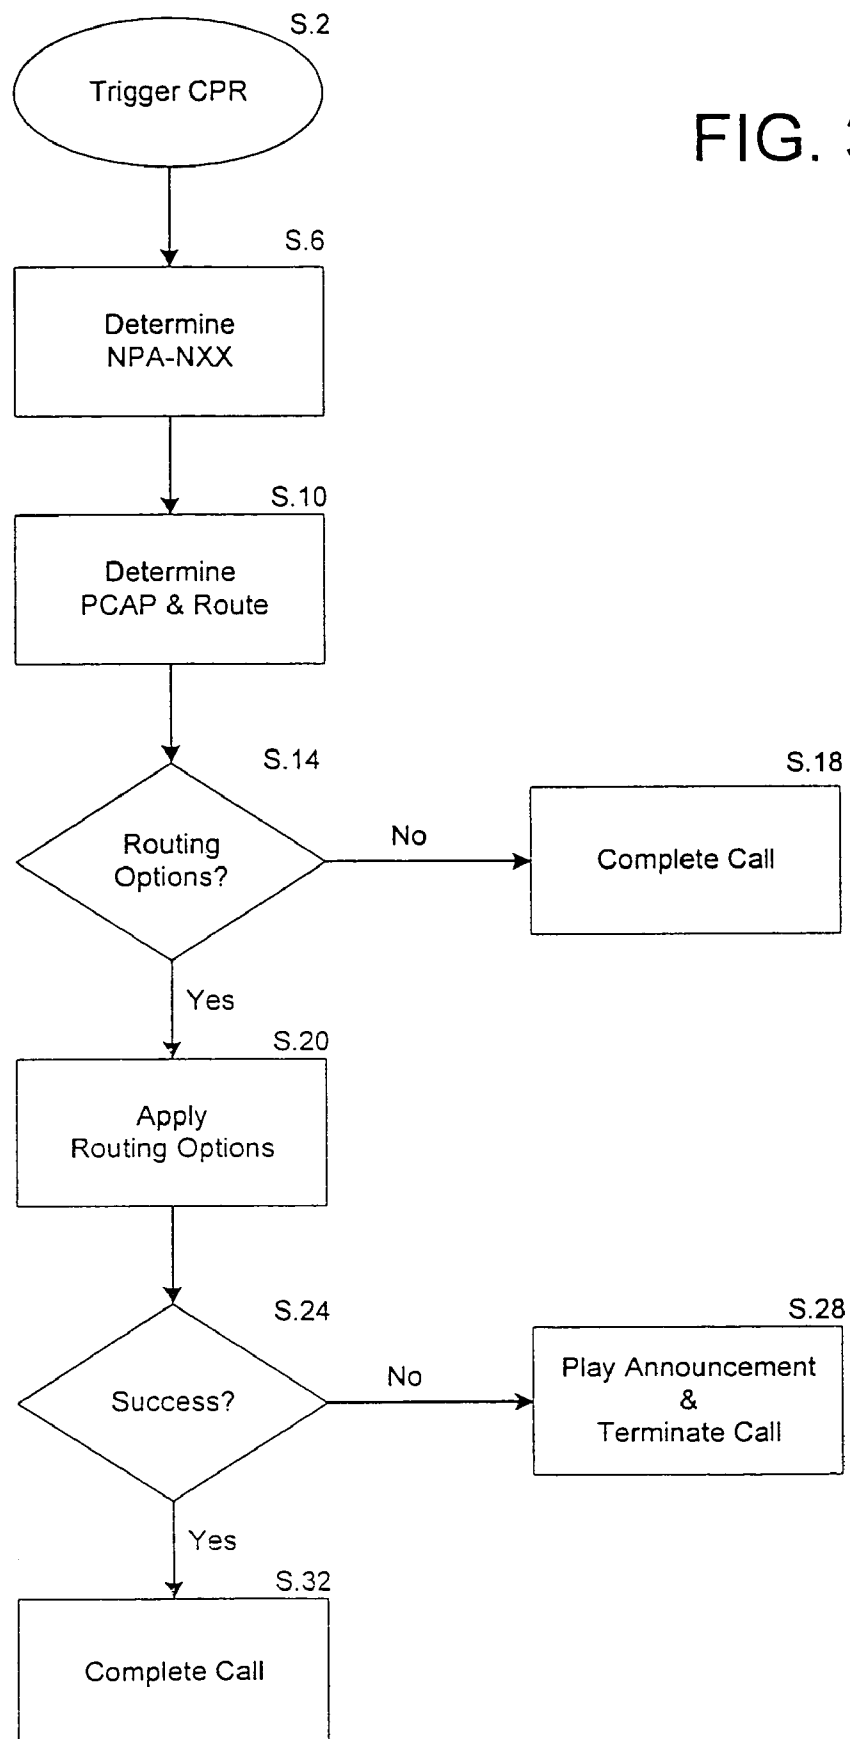 S.2
Trigger CPR
FIG. 3
S.6
Determine
NPA-NXX
S.10
Determine
PCAP & Route
S.14
Routing
Options?
No
S.18
Complete Call
Yes
S.20
Apply
Routing Options
S.24
Success?
No
S.28
Play Announcement
&
Terminate Call
Yes
S.32
Complete Call